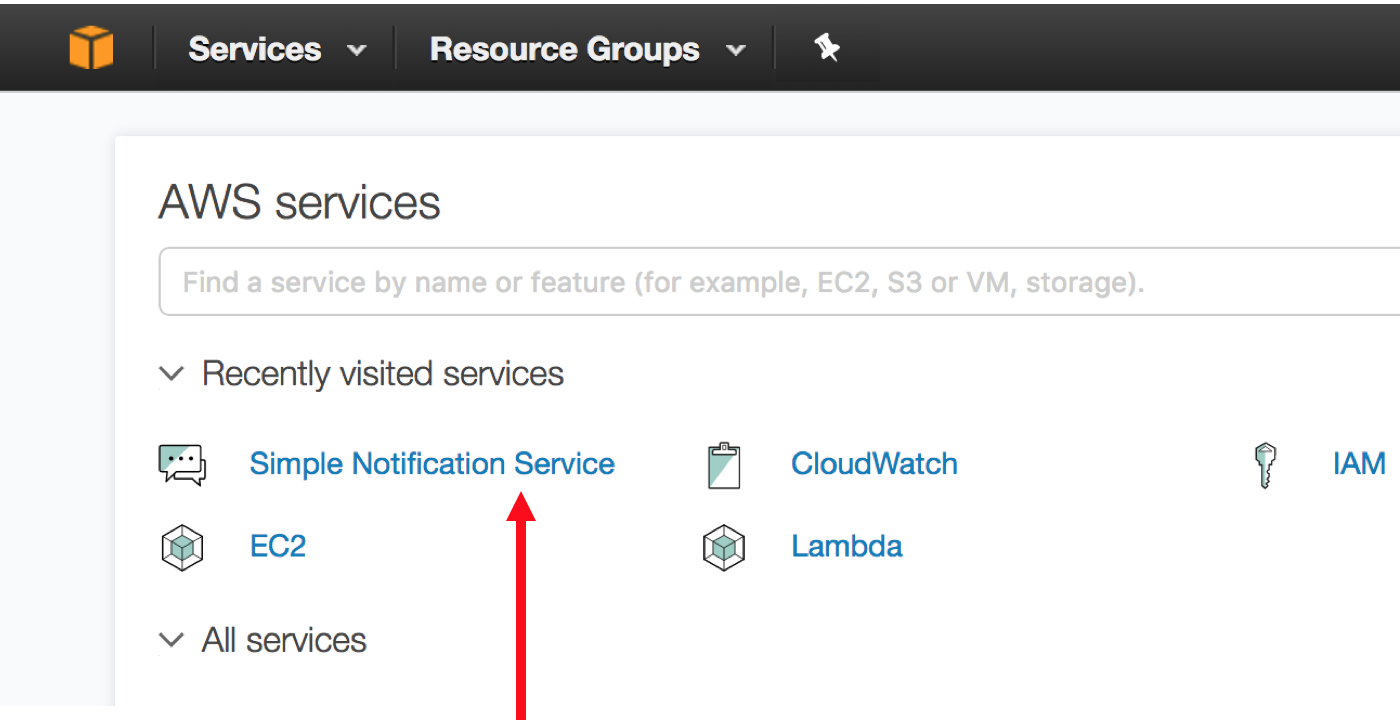 Services Resource Groups
AWS services
Find a service by name or feature (for example, EC2, S3 or VM, storage).
Recently visited services
Simple Notification Service CloudWatch IAM
EC2 Lambda
All services